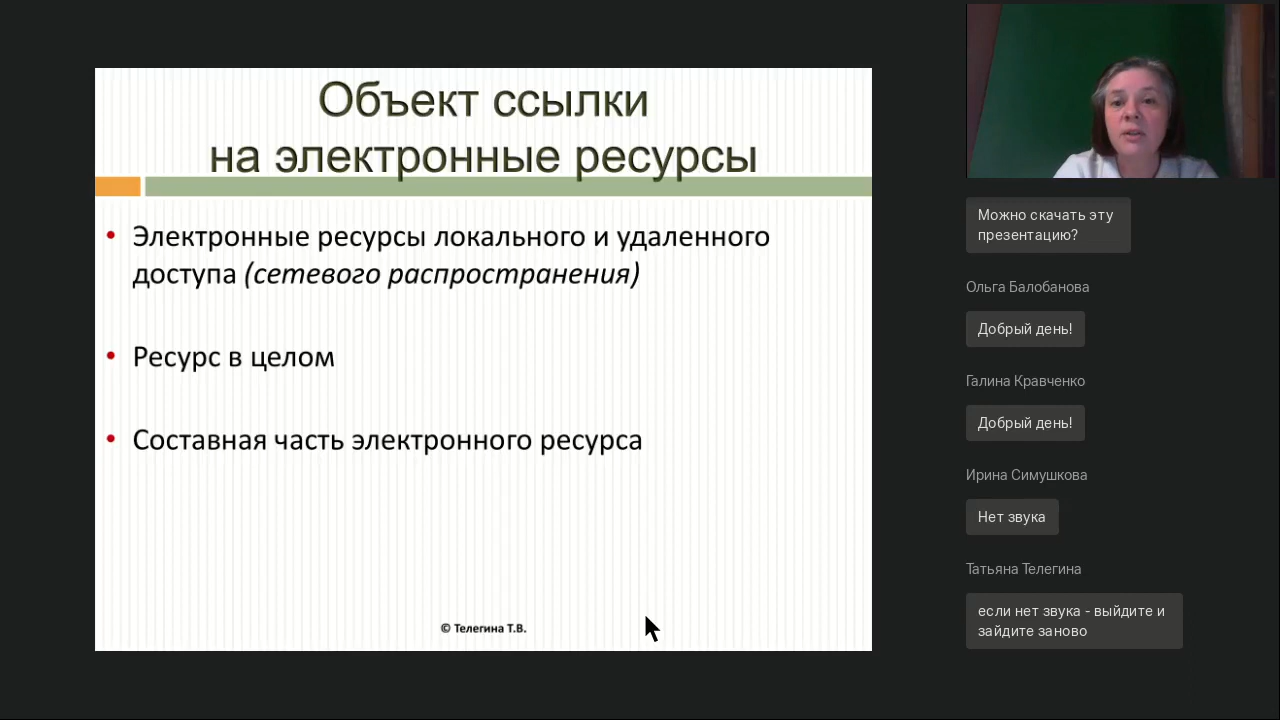 Объект ссылки
на электронные ресурсы
• Электронные ресурсы локального и удаленного
доступа (сетевого распространения)
• Ресурс в целом
• Составная часть электронного ресурса
© Телегина Т.В.
Можно скачать эту
презентацию?
Ольга Балобанова
Добрый день!
Галина Кравченко
Добрый день!
Ирина Симушкова
Нет звука
Татьяна Телегина
если нет звука - выйдите и
зайдите заново